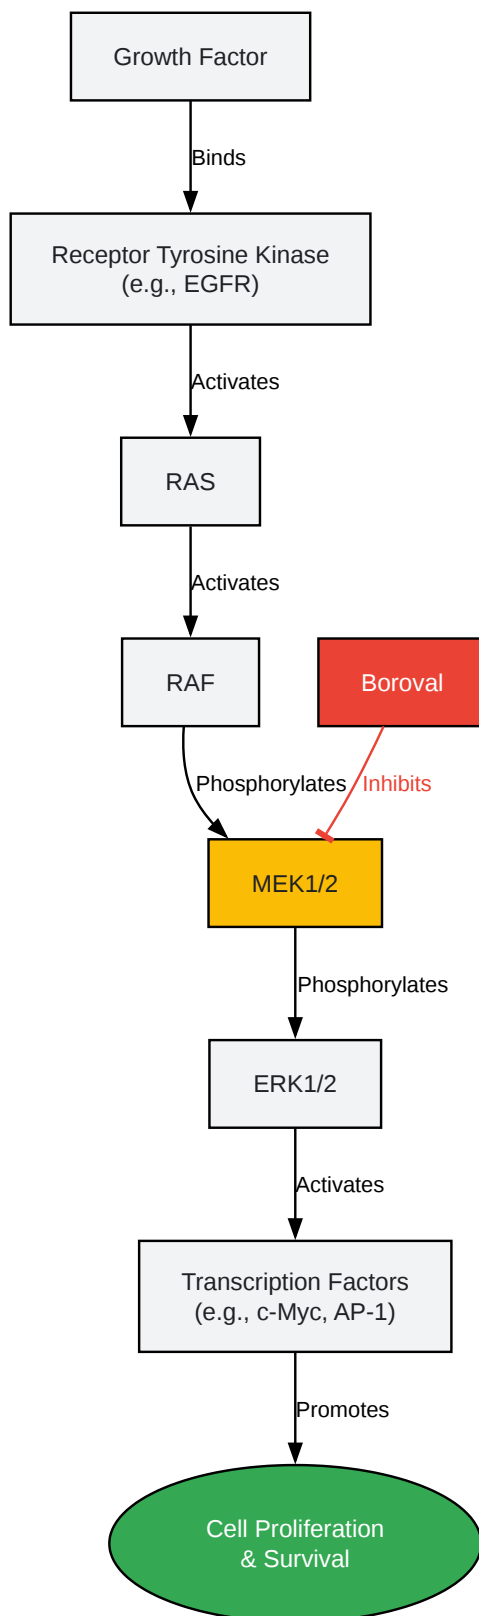 Growth Factor
Binds
Receptor Tyrosine Kinase
(e.g., EGFR)
Activates
RAS
Activates
RAF
Boroval
Phosphorylates
Inhibits
MEK1/2
Phosphorylates
ERK1/2
Activates
Transcription Factors
(e.g., c-Myc, AP-1)
Promotes
Cell Proliferation
& Survival